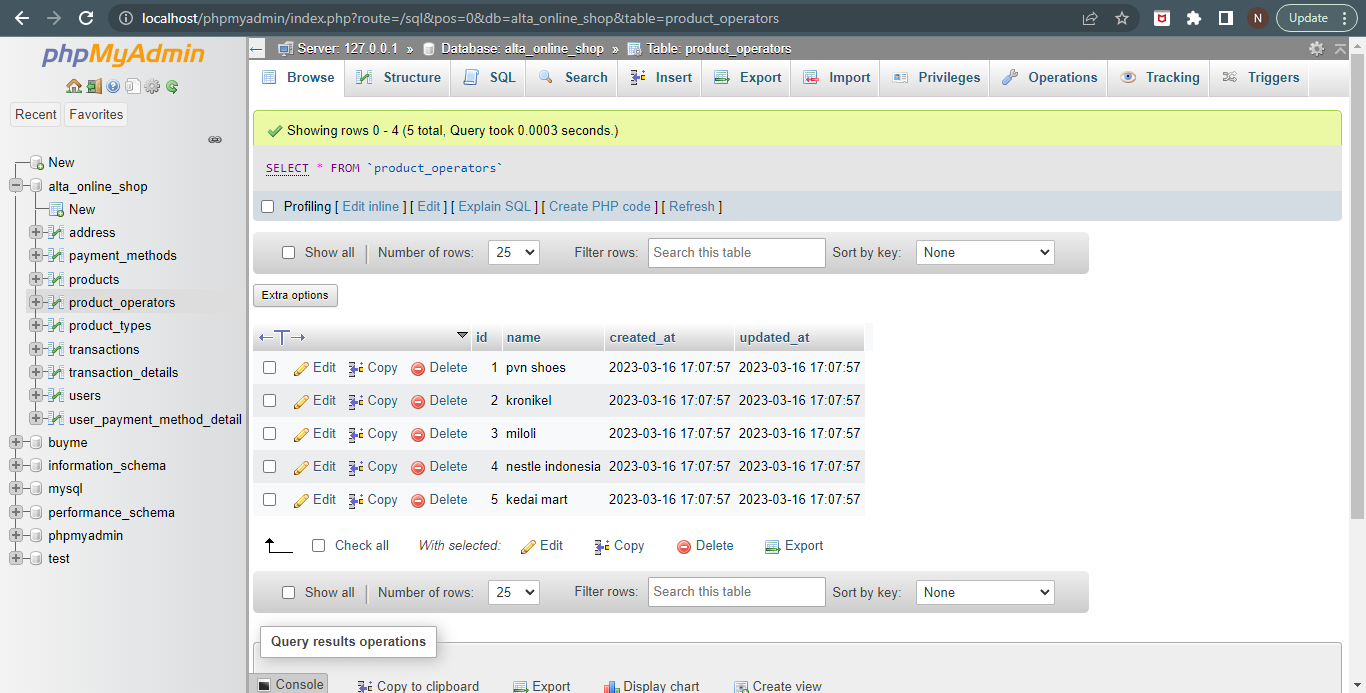 localhost/phpmyadmin/index.php?route=/sql&pos=0&db=alta_online_shop&table=product_operators
N
Update
phpMyAdmin
Recent Favorites
New
alta_online_shop
New
address
payment_methods
products
product_operators
product_types
transactions
transaction_details
users
user_payment_method_detail
buyme
information_schema
mysql
performance_schema
phpmyadmin
test
Server: 127.0.0.1 » Database: alta_online_shop » Table: product_operators
Browse Structure SQL Search Insert Export Import Privileges Operations Tracking Triggers
Showing rows 0 - 4 (5 total, Query took 0.0003 seconds.)
SELECT * FROM `product_operators`
Profiling [ Edit inline ] [ Edit ] [ Explain SQL ] [ Create PHP code ] [ Refresh ]
Show all Number of rows: 25 Filter rows: Search this table Sort by key: None
Extra options
id name created_at updated_at
Edit Copy Delete 1 pvn shoes 2023-03-16 17:07:57 2023-03-16 17:07:57
Edit Copy Delete 2 kronikel 2023-03-16 17:07:57 2023-03-16 17:07:57
Edit Copy Delete 3 miloli 2023-03-16 17:07:57 2023-03-16 17:07:57
Edit Copy Delete 4 nestle indonesia 2023-03-16 17:07:57 2023-03-16 17:07:57
Edit Copy Delete 5 kedai mart 2023-03-16 17:07:57 2023-03-16 17:07:57
Check all With selected: Edit Copy Delete Export
Show all Number of rows: 25 Filter rows: Search this table Sort by key: None
Query results operations
Console Copy to clipboard Export Display chart Create view